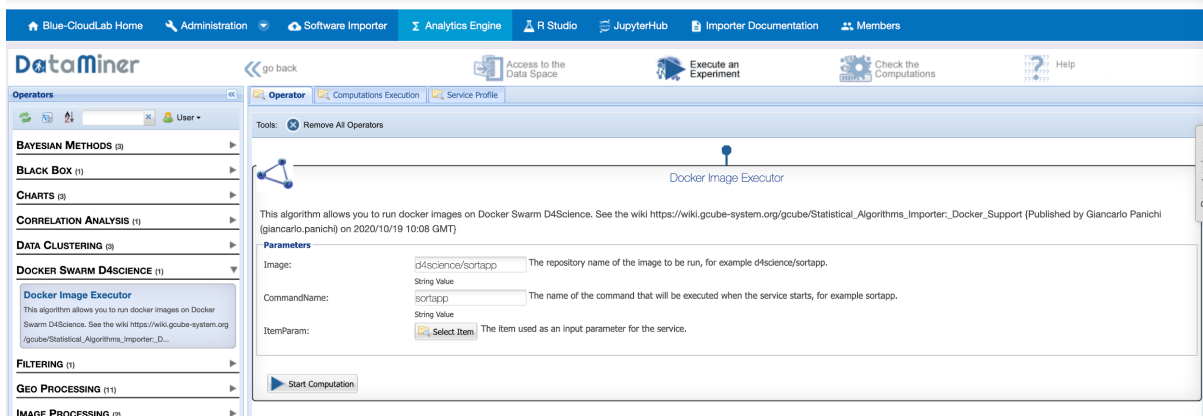 Blue-CloudLab Home Administration Software Importer Analytics Engine R Studio JupyterHub Importer Documentation Members
DataMiner
go back
Access to the
Data Space
Execute an
Experiment
Check the
Computations
Help
Operators
User
BAYESIAN METHODS (3)
BLACK BOX (1)
CHARTS (3)
CORRELATION ANALYSIS (1)
DATA CLUSTERING (3)
DOCKER SWARM D4SCIENCE (1)
Docker Image Executor
This algorithm allows you to run docker images on Docker
Swarm D4Science. See the wiki https://wiki.gcube-system.org
/gcube/Statistical_Algorithms_Importer:_D...
FILTERING (1)
GEO PROCESSING (11)
IMAGE PROCESSING (2)
Operator Computations Execution Service Profile
Tools: Remove All Operators
Docker Image Executor
This algorithm allows you to run docker images on Docker Swarm D4Science. See the wiki https://wiki.gcube-system.org/gcube/Statistical_Algorithms_Importer:_Docker_Support {Published by Giancarlo Panichi
(giancarlo.panichi) on 2020/10/19 10:08 GMT}
Parameters
Image: d4science/sortapp The repository name of the image to be run, for example d4science/sortapp.
String Value
CommandName: sortapp The name of the command that will be executed when the service starts, for example sortapp.
String Value
ItemParam: Select Item The item used as an input parameter for the service.
Start Computation